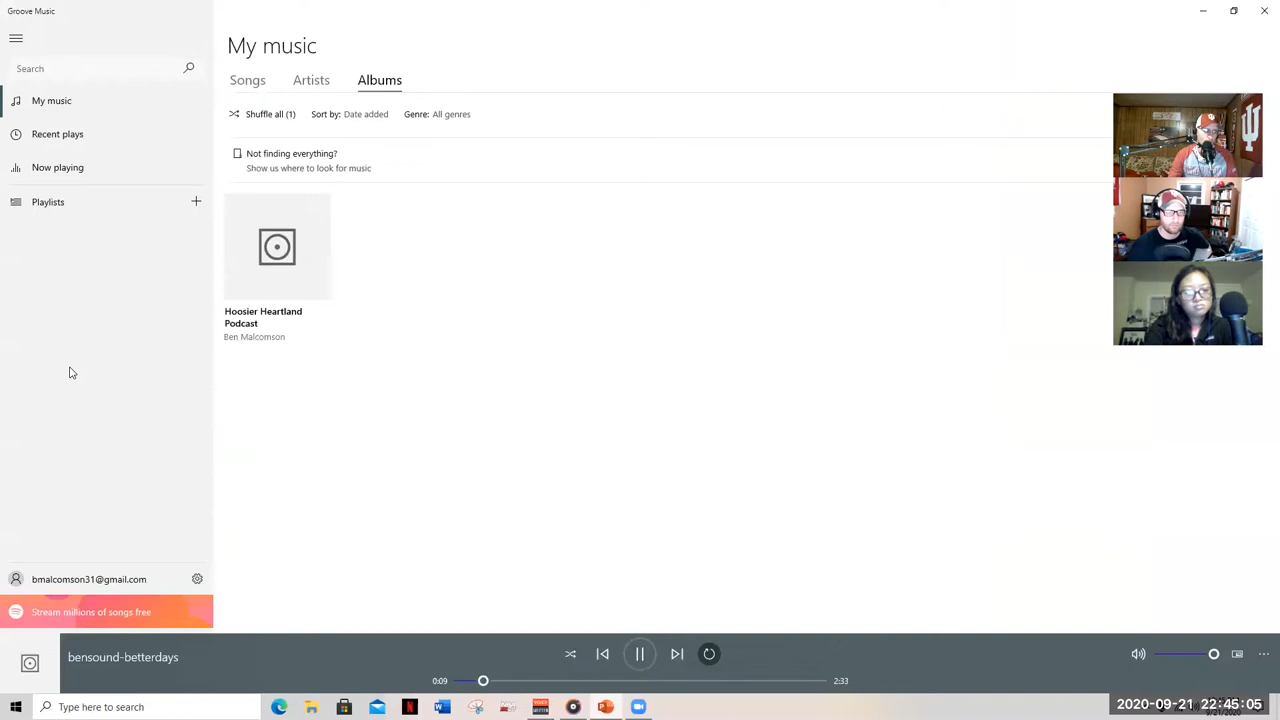 Groove Music
Search
My music
Recent plays
Now playing
Playlists
bmalcomson31@gmail.com
Stream millions of songs free
My music
Songs Artists Albums
Shuffle all (1) Sort by: Date added Genre: All genres
Not finding everything?
Show us where to look for music
Hoosier Heartland
Podcast
Ben Malcomson
bensound-betterdays
0:09
2:33
Type here to search
2020-09-21 22:45:05